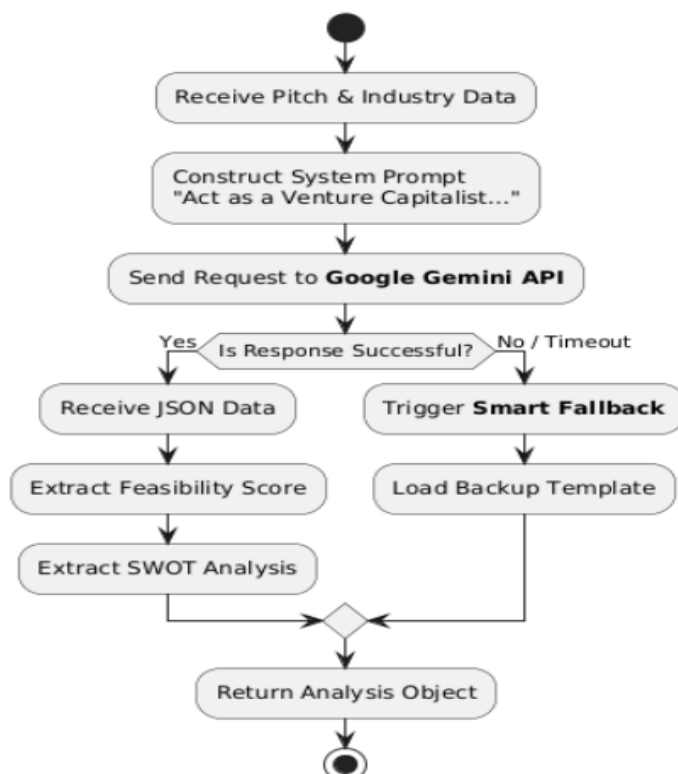 Receive Pitch & Industry Data
Construct System Prompt
"Act as a Venture Capitalist..."
Send Request to Google Gemini API
Is Response Successful?
Yes
No / Timeout
Receive JSON Data
Trigger Smart Fallback
Extract Feasibility Score
Load Backup Template
Extract SWOT Analysis
Return Analysis Object